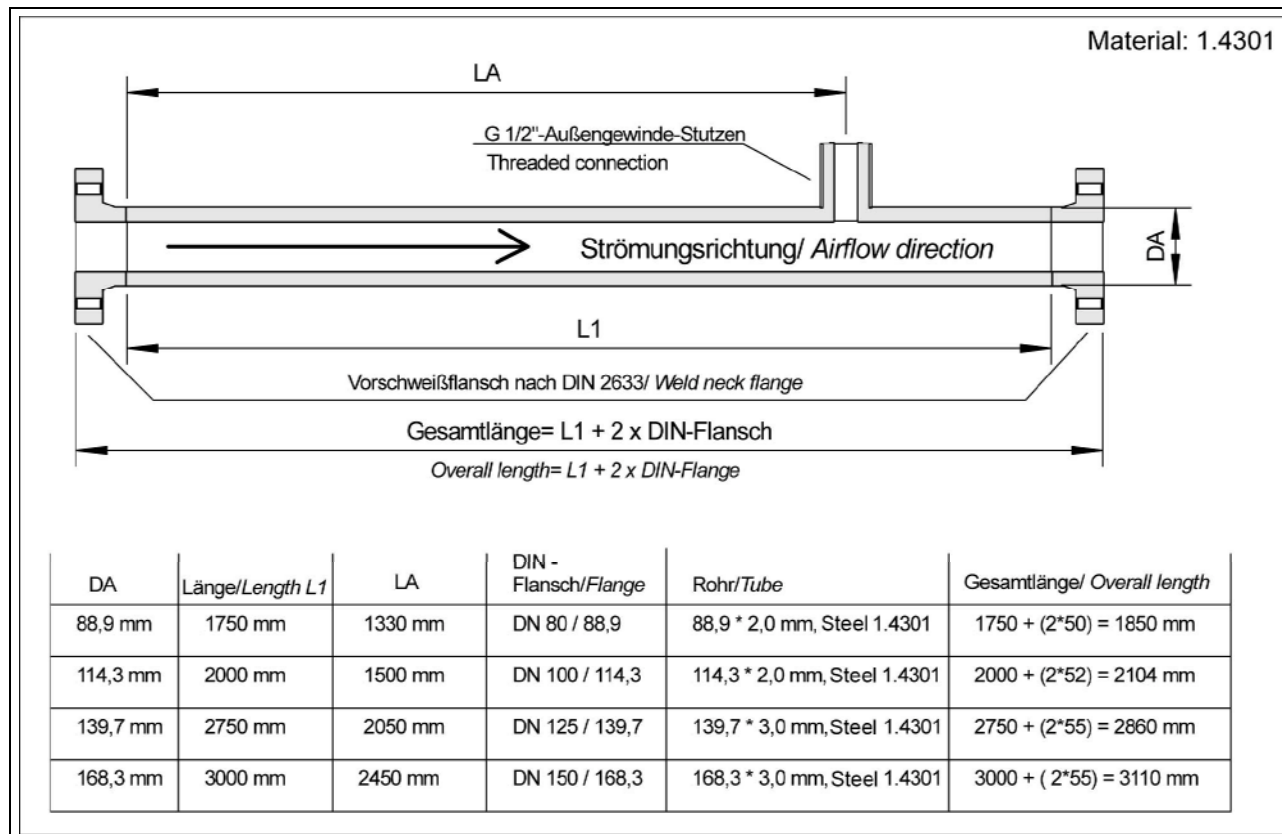 Material: 1.4301
LA
G 1/2"-Außengewinde-Stutzen
Threaded connection
Strömungsrichtung/ Airflow direction
DA
L1
Vorschweißflansch nach DIN 2633/ Weld neck flange
Gesamtlänge= L1 + 2 x DIN-Flansch
Overall length= L1 + 2 x DIN-Flange
DA Länge/Length L1 LA DIN - Flansch/Flange Rohr/Tube Gesamtlänge/ Overall length
88,9 mm 1750 mm 1330 mm DN 80 / 88,9 88,9 * 2,0 mm, Steel 1.4301 1750 + (2*50) = 1850 mm
114,3 mm 2000 mm 1500 mm DN 100 / 114,3 114,3 * 2,0 mm, Steel 1.4301 2000 + (2*52) = 2104 mm
139,7 mm 2750 mm 2050 mm DN 125 / 139,7 139,7 * 3,0 mm, Steel 1.4301 2750 + (2*55) = 2860 mm
168,3 mm 3000 mm 2450 mm DN 150 / 168,3 168,3 * 3,0 mm, Steel 1.4301 3000 + ( 2*55) = 3110 mm